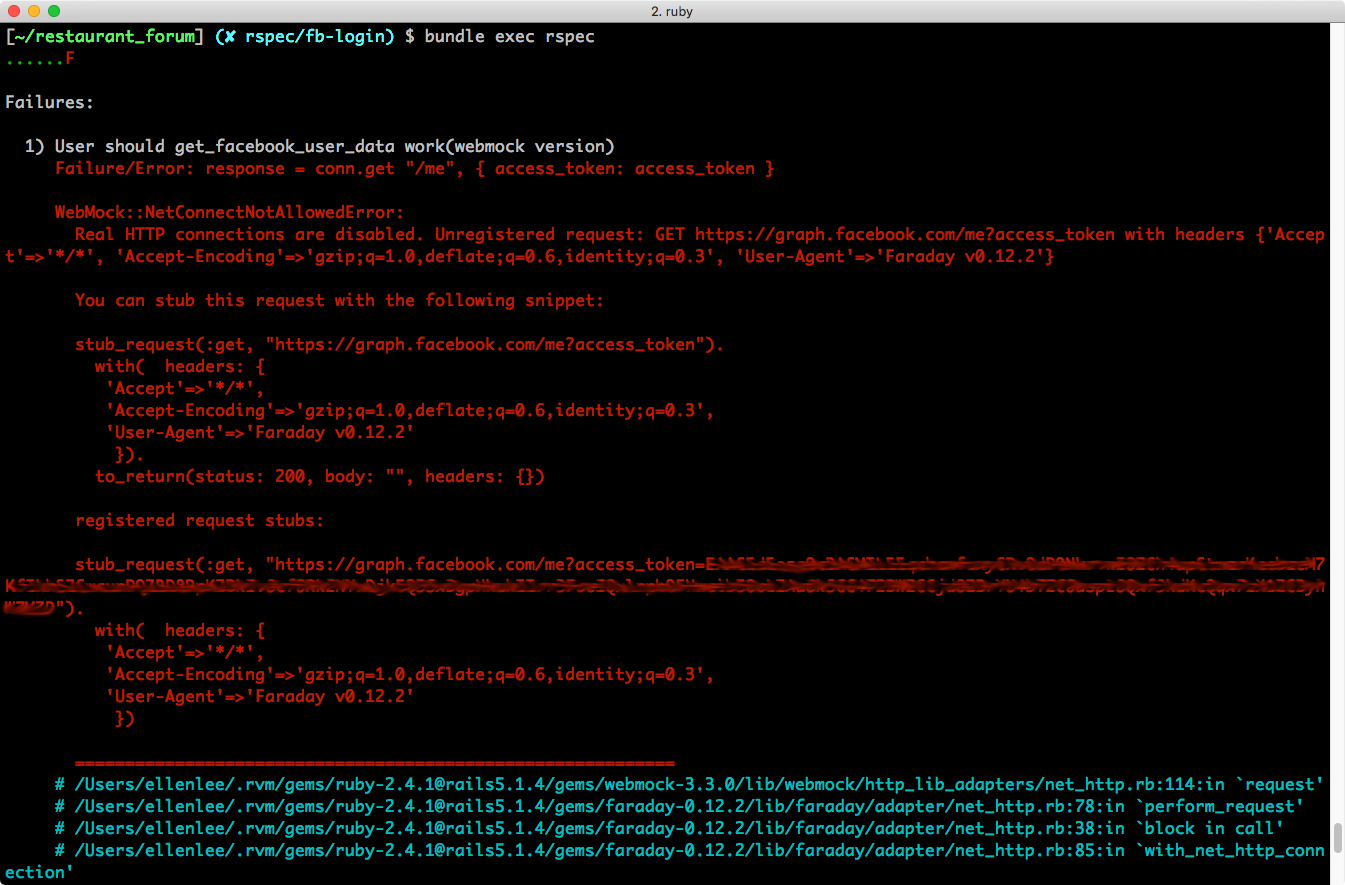 2. ruby
[~/restaurant_forum] (✘ rspec/fb-login) $ bundle exec rspec
......F
Failures:
1) User should get_facebook_user_data work(webmock version)
Failure/Error: response = conn.get "/me", { access_token: access_token }
WebMock::NetConnectNotAllowedError:
Real HTTP connections are disabled. Unregistered request: GET https://graph.facebook.com/me?access_token with headers {'Accep
t'=>'*/*', 'Accept-Encoding'=>'gzip;q=1.0,deflate;q=0.6,identity;q=0.3', 'User-Agent'=>'Faraday v0.12.2'}
You can stub this request with the following snippet:
stub_request(:get, "https://graph.facebook.com/me?access_token").
with(  headers: {
'Accept'=>'*/*',
'Accept-Encoding'=>'gzip;q=1.0,deflate;q=0.6,identity;q=0.3',
'User-Agent'=>'Faraday v0.12.2'
}).
to_return(status: 200, body: "", headers: {})
registered request stubs:
stub_request(:get, "https://graph.facebook.com/me?access_token=
").
with(  headers: {
'Accept'=>'*/*',
'Accept-Encoding'=>'gzip;q=1.0,deflate;q=0.6,identity;q=0.3',
'User-Agent'=>'Faraday v0.12.2'
})
============================================================
# /Users/ellenlee/.rvm/gems/ruby-2.4.1@rails5.1.4/gems/webmock-3.3.0/lib/webmock/http_lib_adapters/net_http.rb:114:in `request'
# /Users/ellenlee/.rvm/gems/ruby-2.4.1@rails5.1.4/gems/faraday-0.12.2/lib/faraday/adapter/net_http.rb:78:in `perform_request'
# /Users/ellenlee/.rvm/gems/ruby-2.4.1@rails5.1.4/gems/faraday-0.12.2/lib/faraday/adapter/net_http.rb:38:in `block in call'
# /Users/ellenlee/.rvm/gems/ruby-2.4.1@rails5.1.4/gems/faraday-0.12.2/lib/faraday/adapter/net_http.rb:85:in `with_net_http_conn
ection'